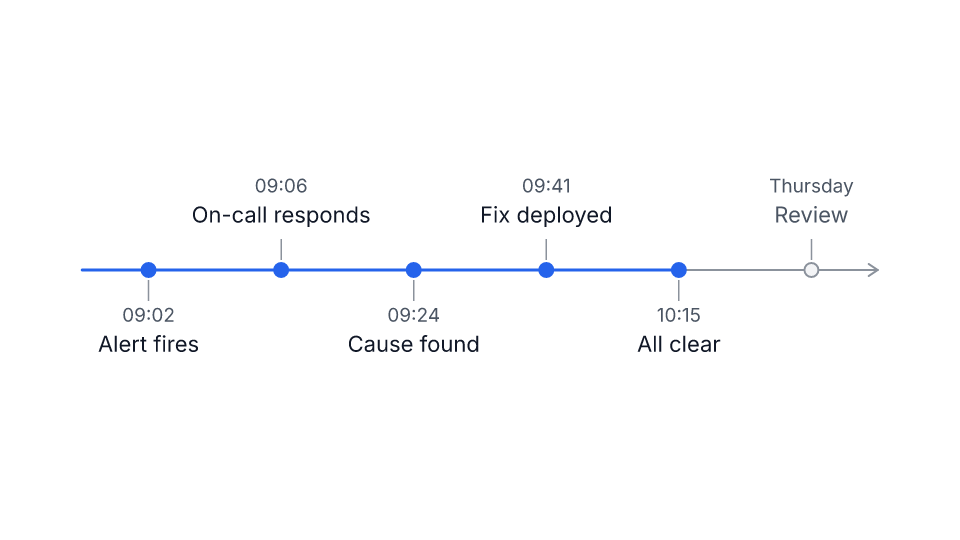 09:02
Alert fires
09:06
On-call responds
09:24
Cause found
09:41
Fix deployed
10:15
All clear
Thursday
Review